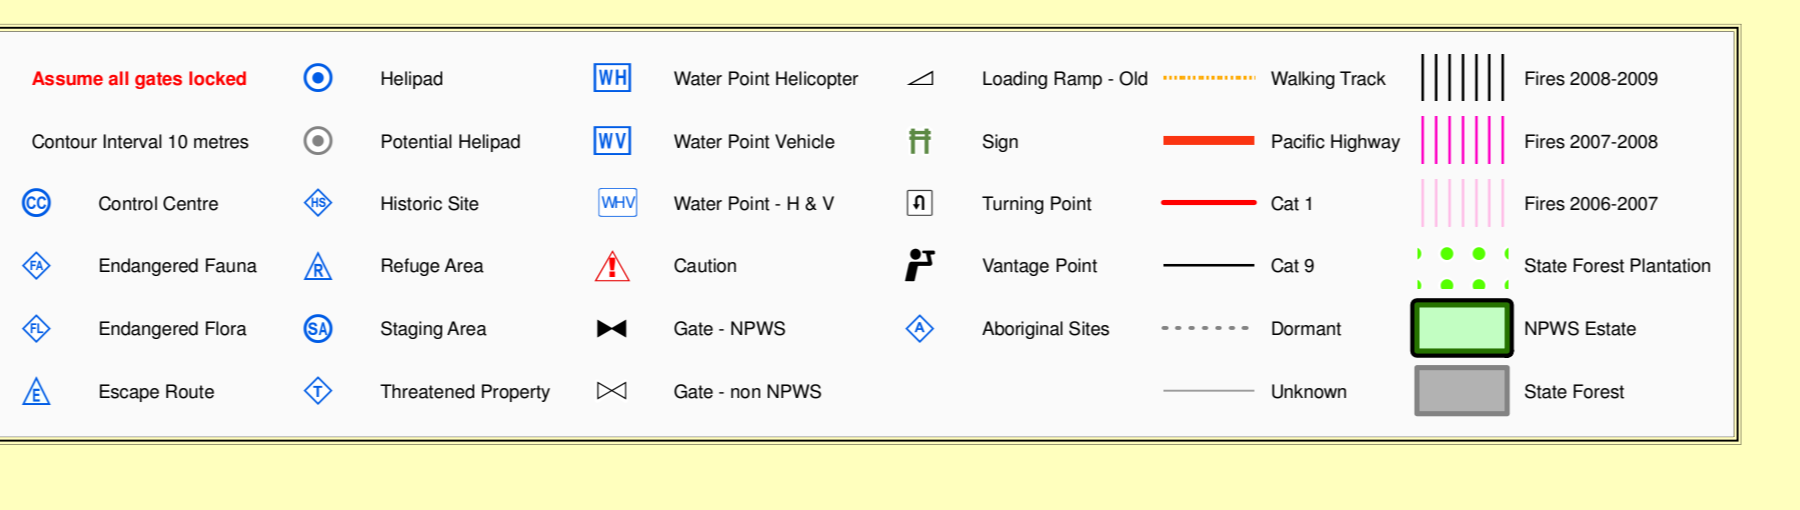 Assume all gates locked
Helipad
WH Water Point Helicopter
Loading Ramp - Old
Walking Track
Fires 2008-2009
Contour Interval 10 metres
Potential Helipad
WV Water Point Vehicle
Sign
Pacific Highway
Fires 2007-2008
CC Control Centre
HS Historic Site
WHV Water Point - H & V
Turning Point
Cat 1
Fires 2006-2007
FA Endangered Fauna
R Refuge Area
! Caution
Vantage Point
Cat 9
State Forest Plantation
FL Endangered Flora
SA Staging Area
Gate - NPWS
A Aboriginal Sites
Dormant
NPWS Estate
E Escape Route
T Threatened Property
Gate - non NPWS
Unknown
State Forest